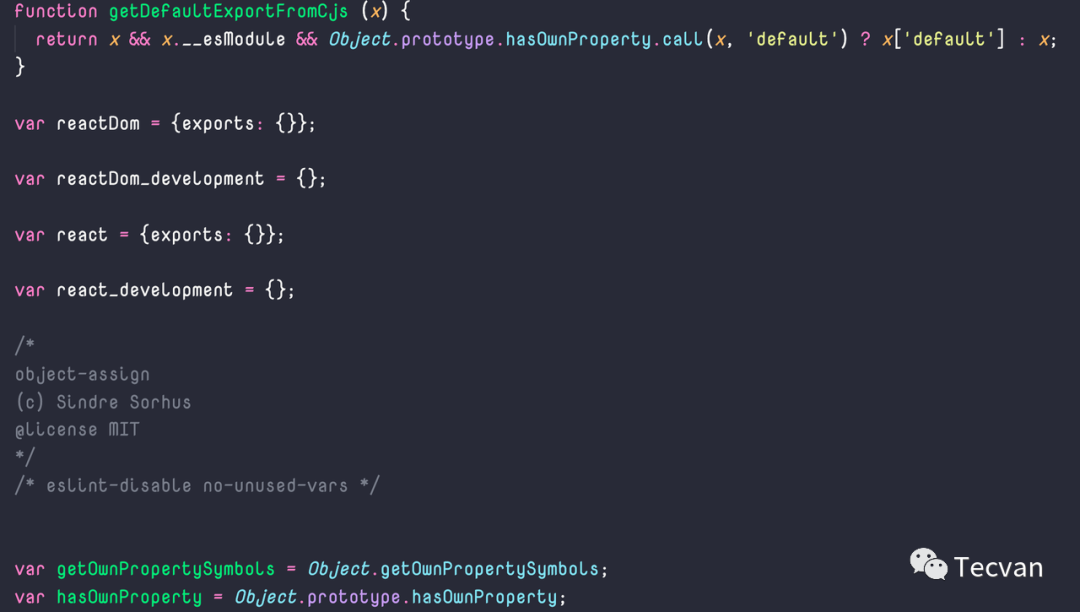 function getDefaultExportFromCjs (x) {
  return x && x.__esModule && Object.prototype.hasOwnProperty.call(x, 'default') ? x['default'] : x;
}
var reactDom = {exports: {}};
var reactDom_development = {};
var react = {exports: {}};
var react_development = {};
/*
object-assign
(c) Sindre Sorhus
@license MIT
*/
/* eslint-disable no-unused-vars */
var getOwnPropertySymbols = Object.getOwnPropertySymbols;
var hasOwnProperty = Object.prototype.hasOwnProperty;
Tecvan